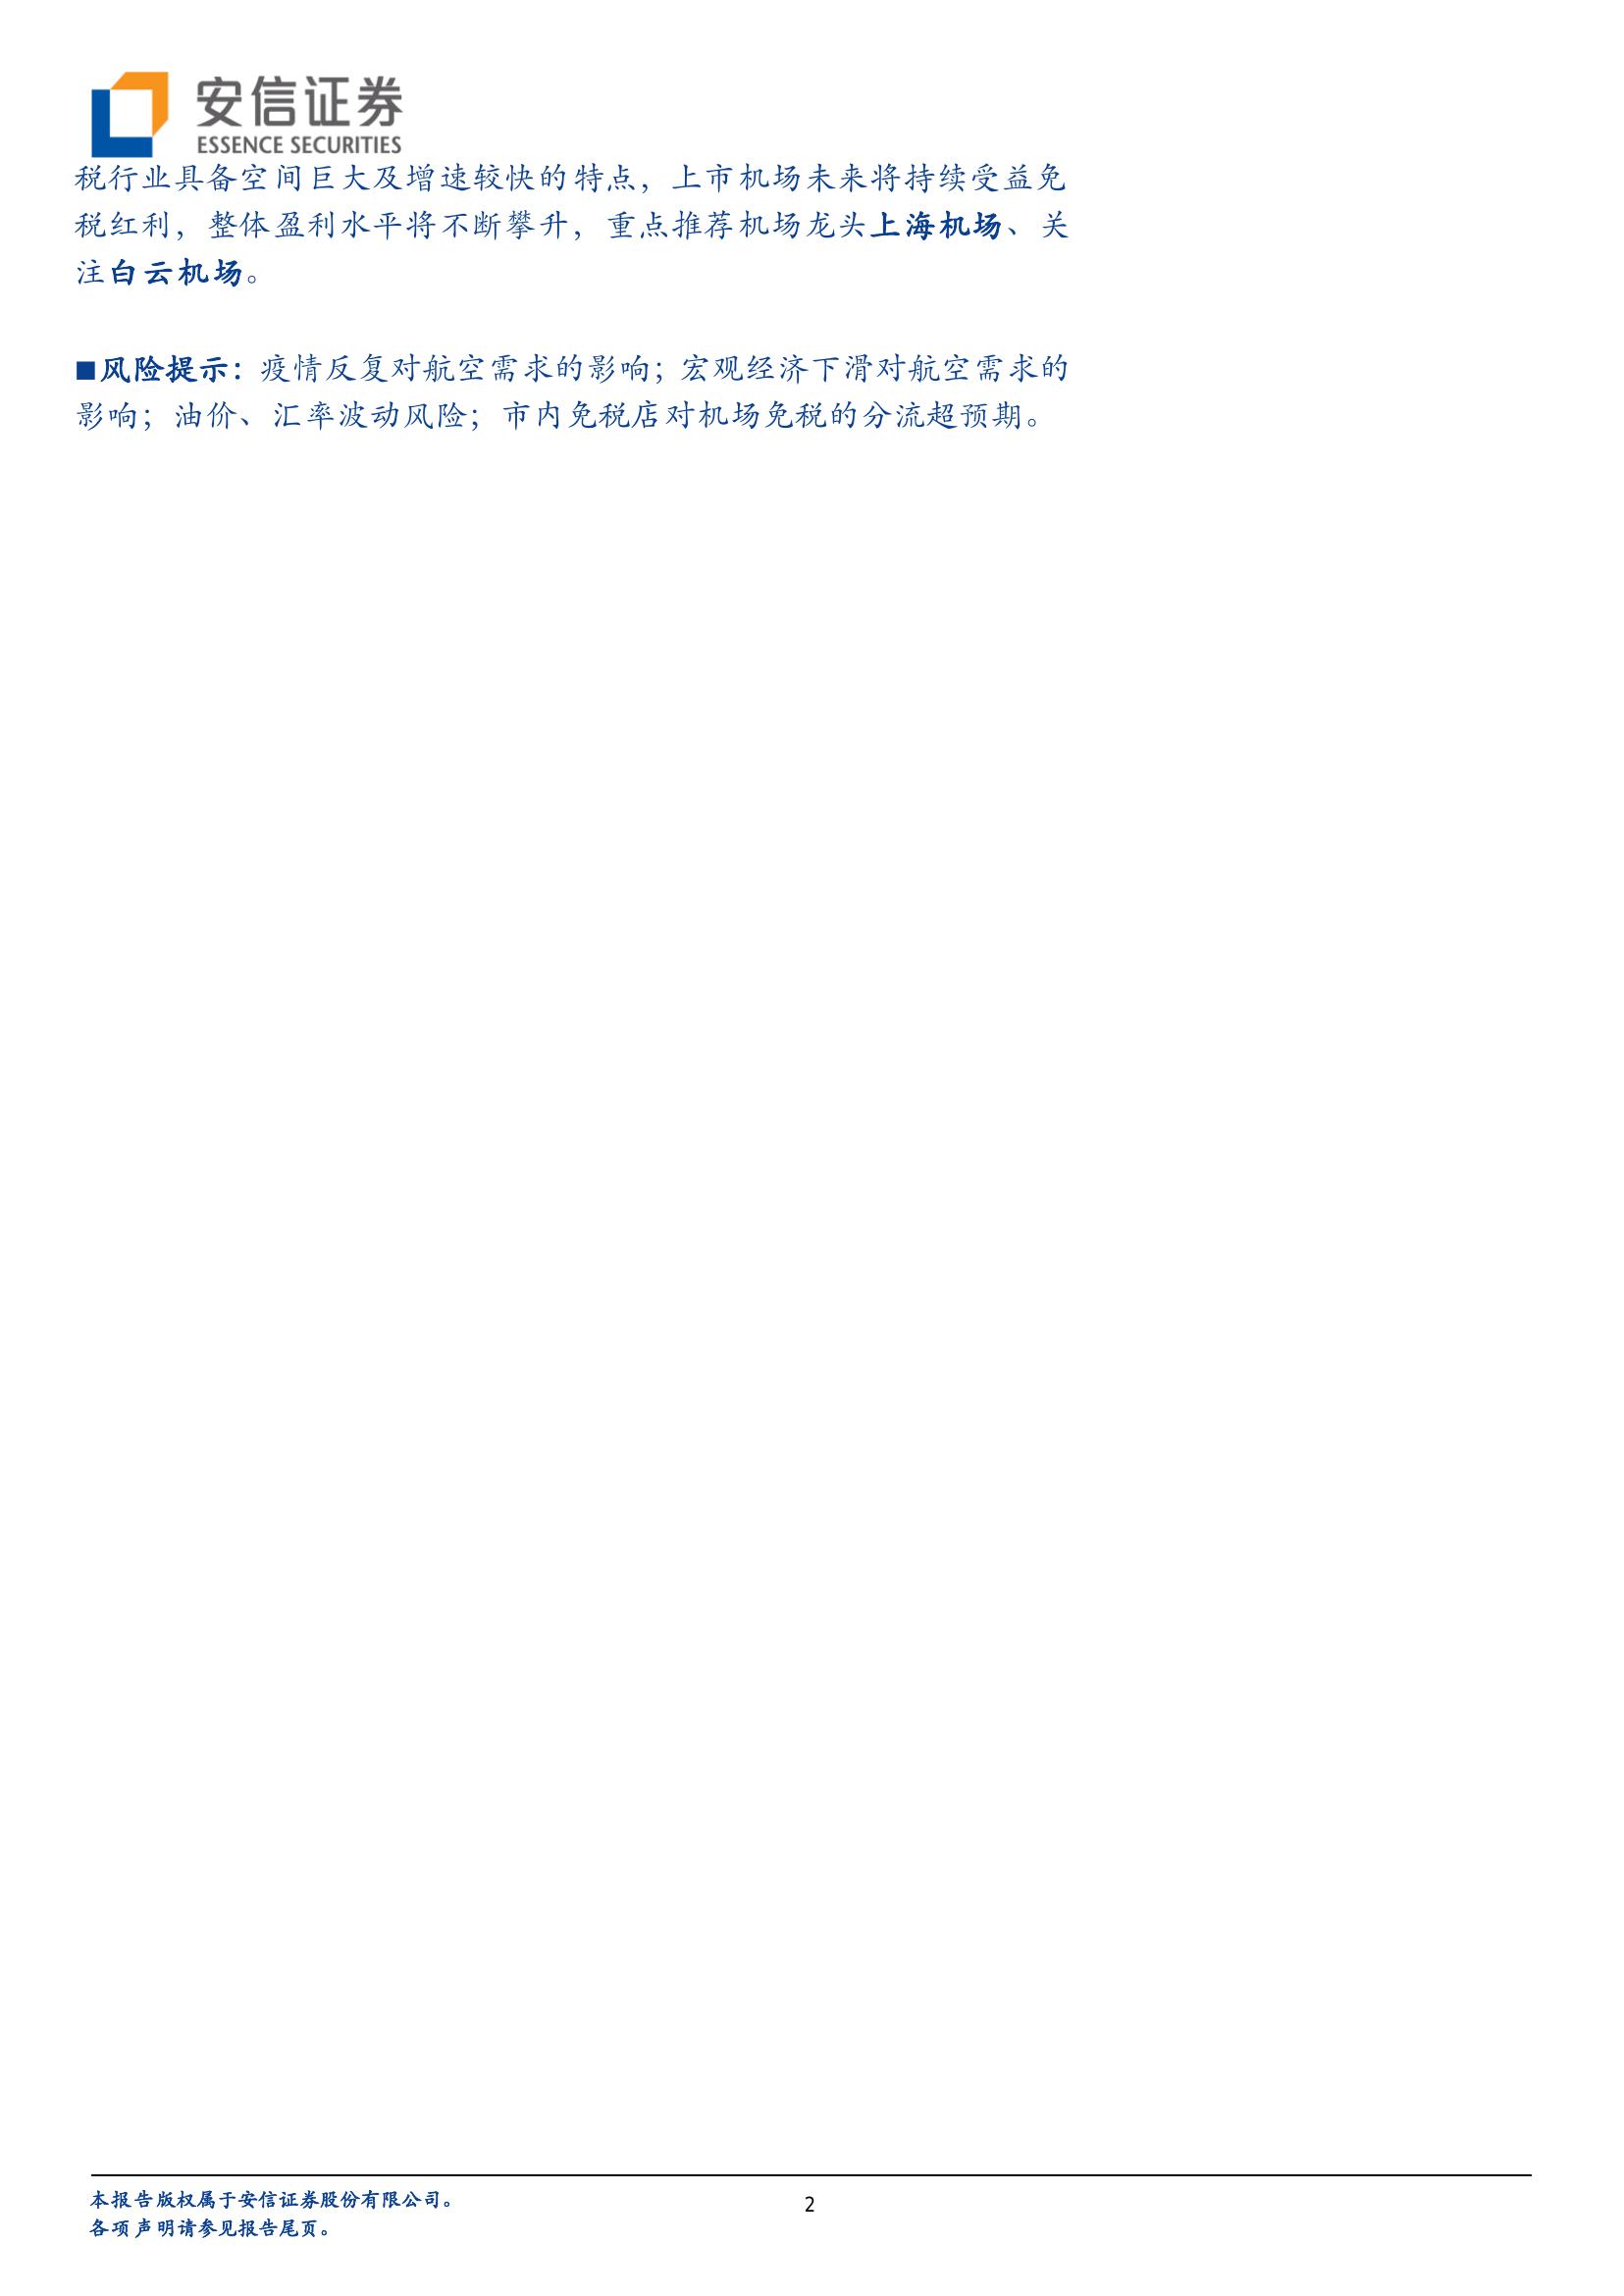 安信证券
ESSENCE SECURITIES
税行业具备空间巨大及增速较快的特点，上市机场未来将持续受益免
税红利，整体盈利水平将不断攀升，重点推荐机场龙头上海机场、关
注白云机场。
■风险提示：疫情反复对航空需求的影响；宏观经济下滑对航空需求的
影响；油价、汇率波动风险；市内免税店对机场免税的分流超预期。
本报告版权属于安信证券股份有限公司。
各项声明请参见报告尾页。
2